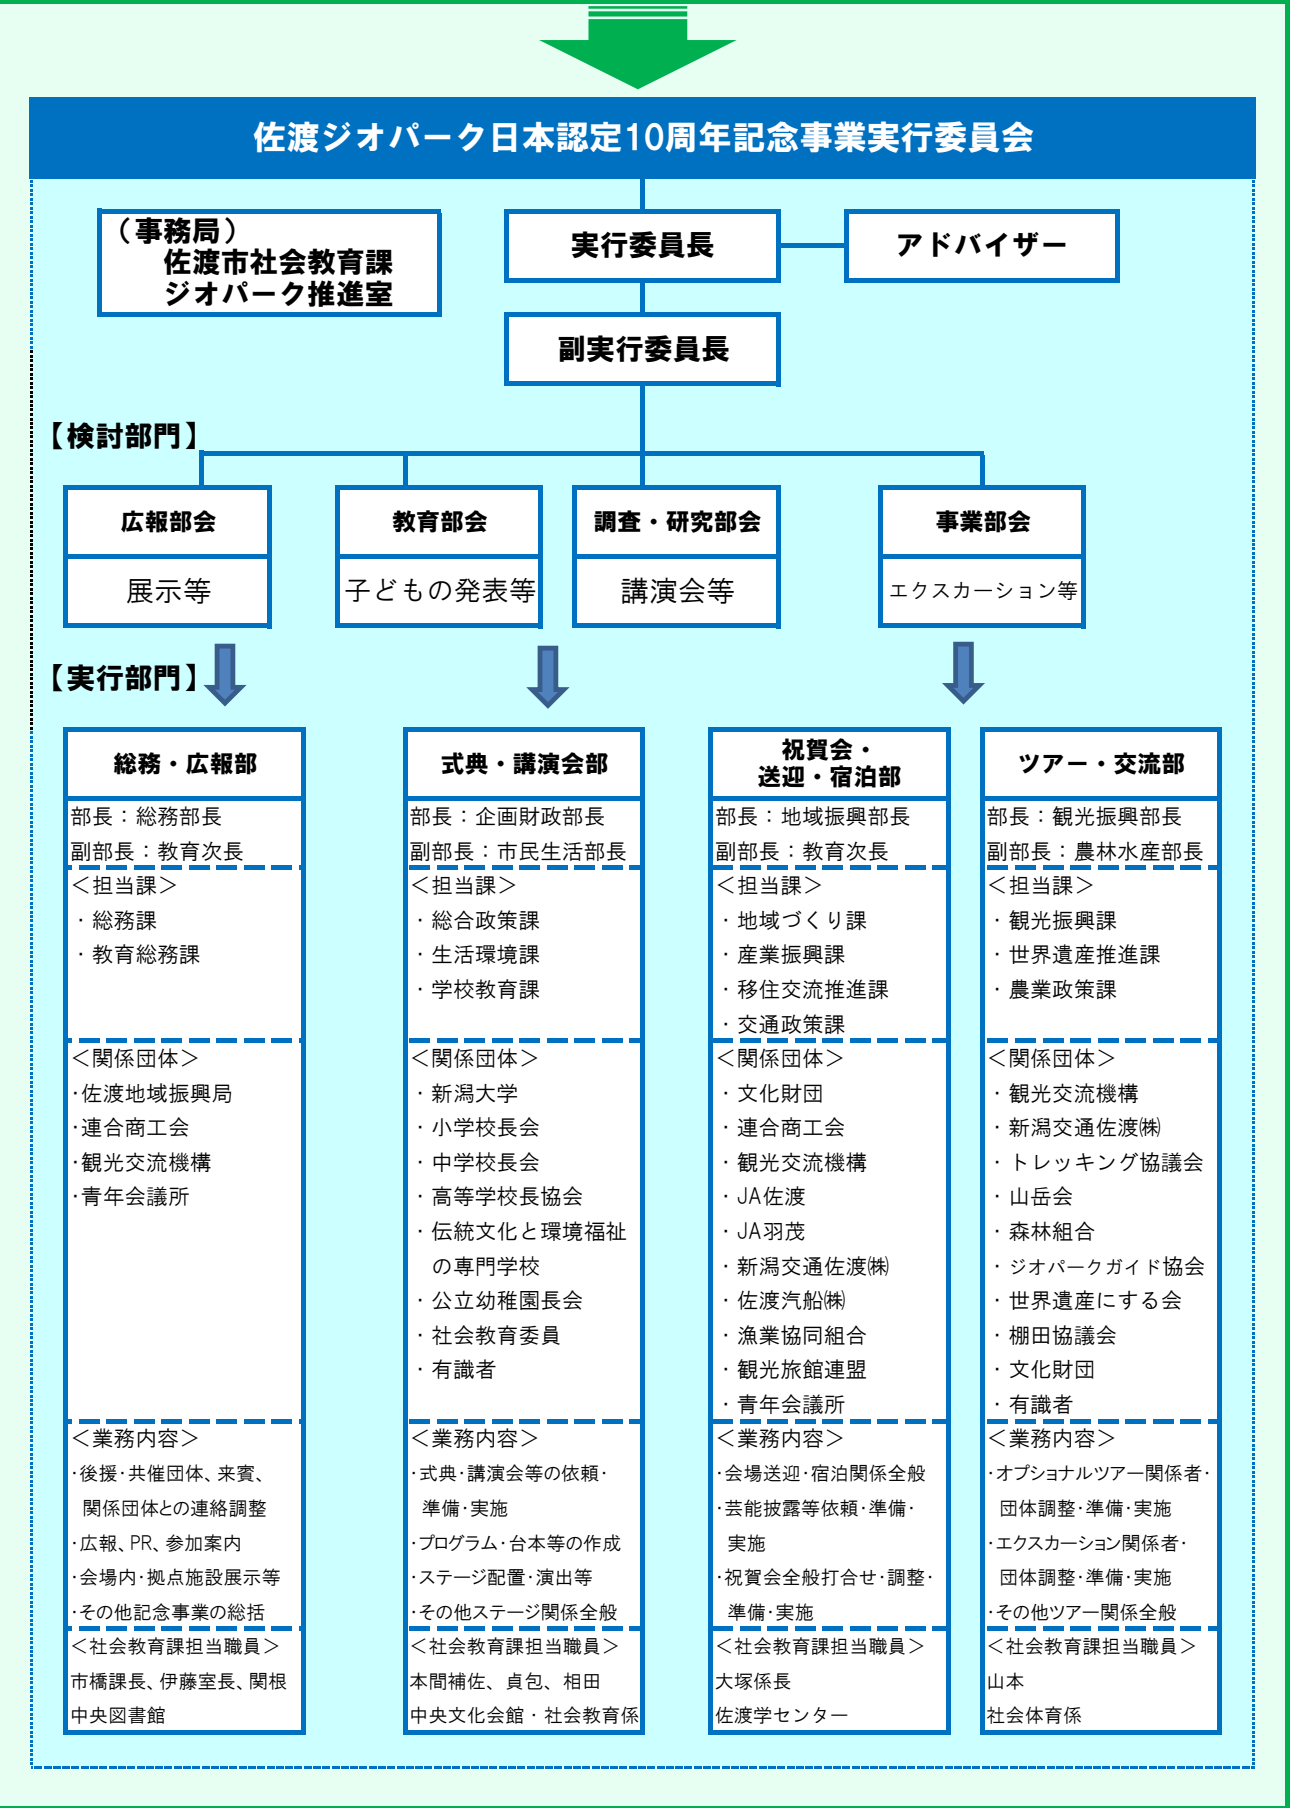 佐渡ジオパーク日本認定10周年記念事業実行委員会
（事務局）
佐渡市社会教育課
ジオパーク推進室
実行委員長
アドバイザー
副実行委員長
【検討部門】
広報部会
展示等
教育部会
子どもの発表等
調査・研究部会
講演会等
事業部会
エクスカーション等
【実行部門】
総務・広報部
部長：総務部長
副部長：教育次長
＜担当課＞
・総務課
・教育総務課
＜関係団体＞
・佐渡地域振興局
・連合商工会
・観光交流機構
・青年会議所
＜業務内容＞
・後援・共催団体、来賓、
関係団体との連絡調整
・広報、PR、参加案内
・会場内・拠点施設展示等
・その他記念事業の総括
＜社会教育課担当職員＞
市橋課長、伊藤室長、関根
中央図書館
式典・講演会部
部長：企画財政部長
副部長：市民生活部長
＜担当課＞
・総合政策課
・生活環境課
・学校教育課
＜関係団体＞
・新潟大学
・小学校長会
・中学校長会
・高等学校長協会
・伝統文化と環境福祉
の専門学校
・公立幼稚園長会
・社会教育委員
・有識者
＜業務内容＞
・式典・講演会等の依頼・
準備・実施
・プログラム・台本等の作成
・ステージ配置・演出等
・その他ステージ関係全般
＜社会教育課担当職員＞
本間補佐、貞包、相田
中央文化会館・社会教育係
祝賀会・
送迎・宿泊部
部長：地域振興部長
副部長：教育次長
＜担当課＞
・地域づくり課
・産業振興課
・移住交流推進課
・交通政策課
＜関係団体＞
・文化財団
・連合商工会
・観光交流機構
・JA佐渡
・JA羽茂
・新潟交通佐渡㈱
・佐渡汽船㈱
・漁業協同組合
・観光旅館連盟
・青年会議所
＜業務内容＞
・会場送迎・宿泊関係全般
・芸能披露等依頼・準備・
実施
・祝賀会全般打合せ・調整・
準備・実施
＜社会教育課担当職員＞
大塚係長
佐渡学センター
ツアー・交流部
部長：観光振興部長
副部長：農林水産部長
＜担当課＞
・観光振興課
・世界遺産推進課
・農業政策課
＜関係団体＞
・観光交流機構
・新潟交通佐渡㈱
・トレッキング協議会
・山岳会
・森林組合
・ジオパークガイド協会
・世界遺産にする会
・棚田協議会
・文化財団
・有識者
＜業務内容＞
・オプショナルツアー関係者・
団体調整・準備・実施
・エクスカーション関係者・
団体調整・準備・実施
・その他ツアー関係全般
＜社会教育課担当職員＞
山本
社会体育係